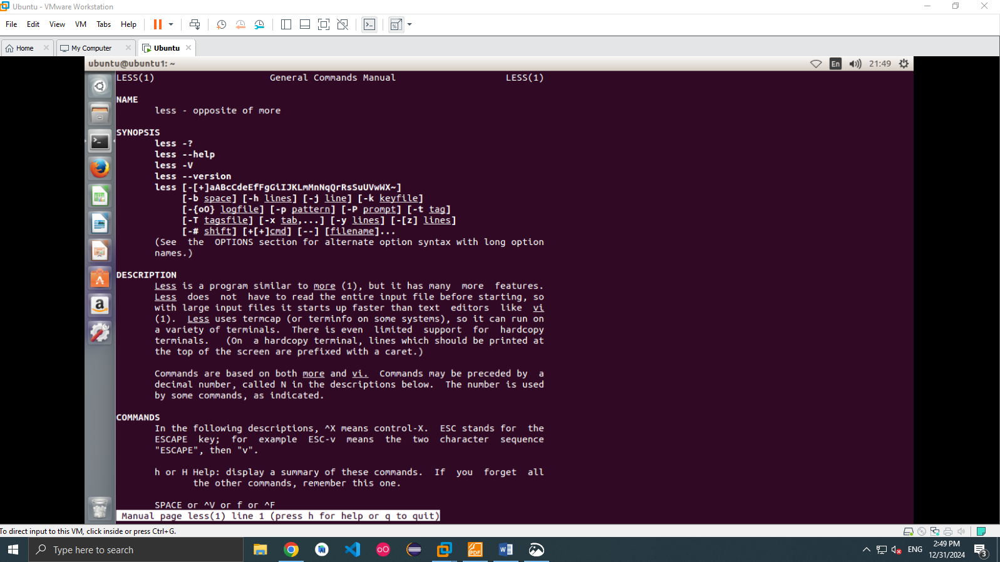 Ubuntu - VMware Workstation
File Edit View VM Tabs Help
Home My Computer Ubuntu
ubuntu@ubuntu1: ~ En 21:49
LESS(1) General Commands Manual LESS(1)
NAME
less - opposite of more
SYNOPSIS
less -?
less --help
less -V
less --version
less [-[+]aABcCdeEfFgGiIJKLmMnNqQrRsSuUVwWX~]
[-b space] [-h lines] [-j line] [-k keyfile]
[-{oO} logfile] [-p pattern] [-P prompt] [-t tag]
[-T tagsfile] [-x tab,...] [-y lines] [-[z] lines]
[-# shift] [+[+]cmd] [--] [filename]...
(See the OPTIONS section for alternate option syntax with long option
names.)
DESCRIPTION
Less is a program similar to more (1), but it has many more features.
Less does not have to read the entire input file before starting, so
with large input files it starts up faster than text editors like vi
(1). Less uses termcap (or terminfo on some systems), so it can run on
a variety of terminals. There is even limited support for hardcopy
terminals. (On a hardcopy terminal, lines which should be printed at
the top of the screen are prefixed with a caret.)
Commands are based on both more and vi. Commands may be preceded by a
decimal number, called N in the descriptions below. The number is used
by some commands, as indicated.
COMMANDS
In the following descriptions, ^X means control-X. ESC stands for the
ESCAPE key; for example ESC-v means the two character sequence
"ESCAPE", then "v".
h or H Help: display a summary of these commands. If you forget all
the other commands, remember this one.
SPACE or ^V or f or ^F
Manual page less(1) line 1 (press h for help or q to quit)
To direct input to this VM, click inside or press Ctrl+G.
Type here to search
PDF
ENG
2:49 PM
12/31/2024
3